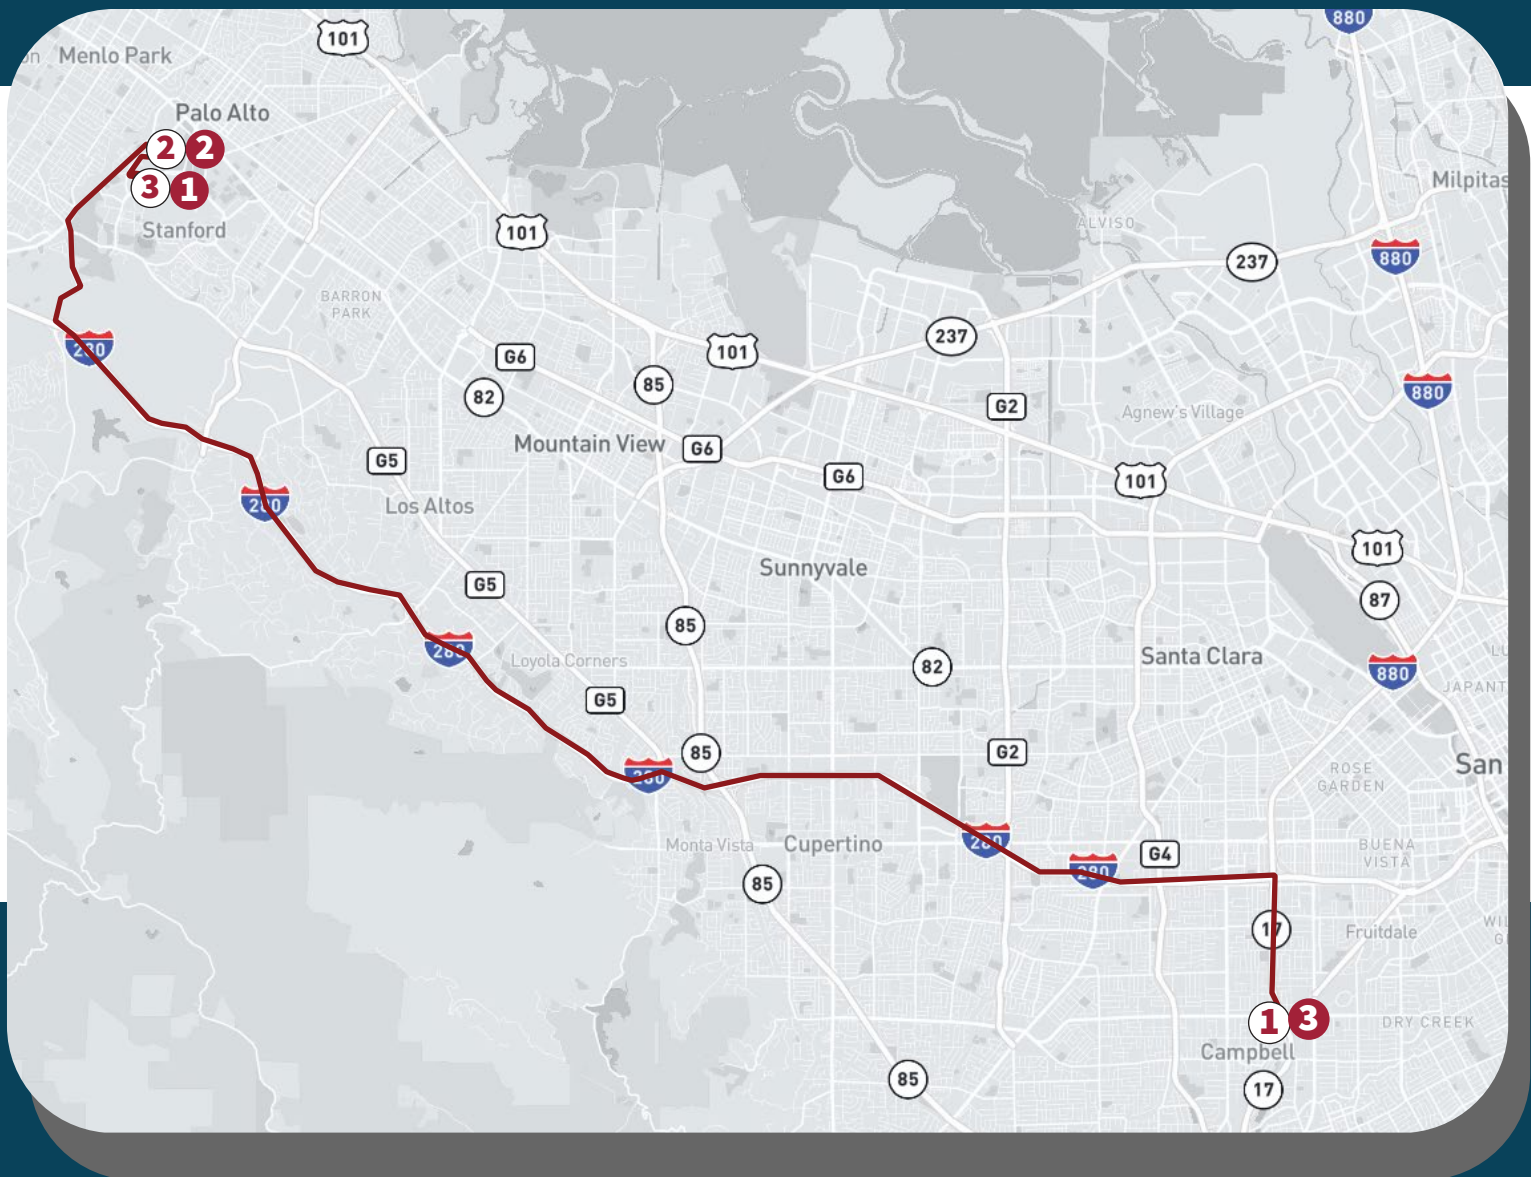 880
101
on Menlo Park
Palo Alto
2 2
3 1
Milpitas
Stanford
ALVISO
101
237
880
BARRON
PARK
280
G6
101
237
85
82
G2
880
Agnew's Village
Mountain View
G6
G5
G6
101
280
Los Altos
101
Sunnyvale
G5
87
85
280
Loyola Corners
82
Santa Clara
880
JAPANT
G5
85
G2
San
280
ROSE
GARDEN
280
Monta Vista
Cupertino
G4
BUENA
VISTA
280
85
17
Fruitdale
1 3
DRY CREEK
Campbell
85
17